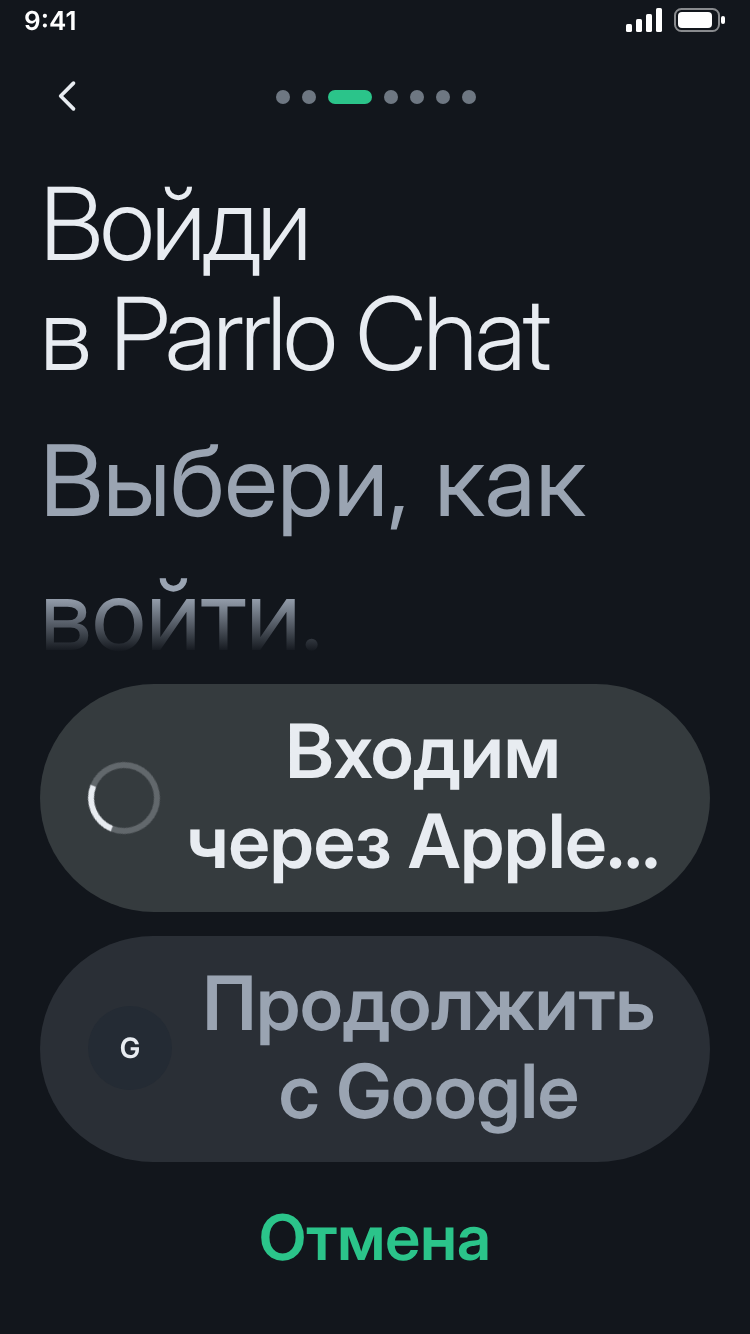 9:41
Войди
в Parrlo Chat
Выбери, как
войти.
Входим
через Apple...
G
Продолжить
с Google
Отмена